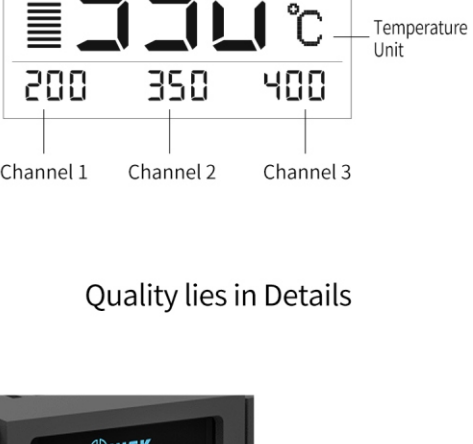 °C
Temperature
Unit
200 350 400
Channel 1 Channel 2 Channel 3
Quality lies in Details